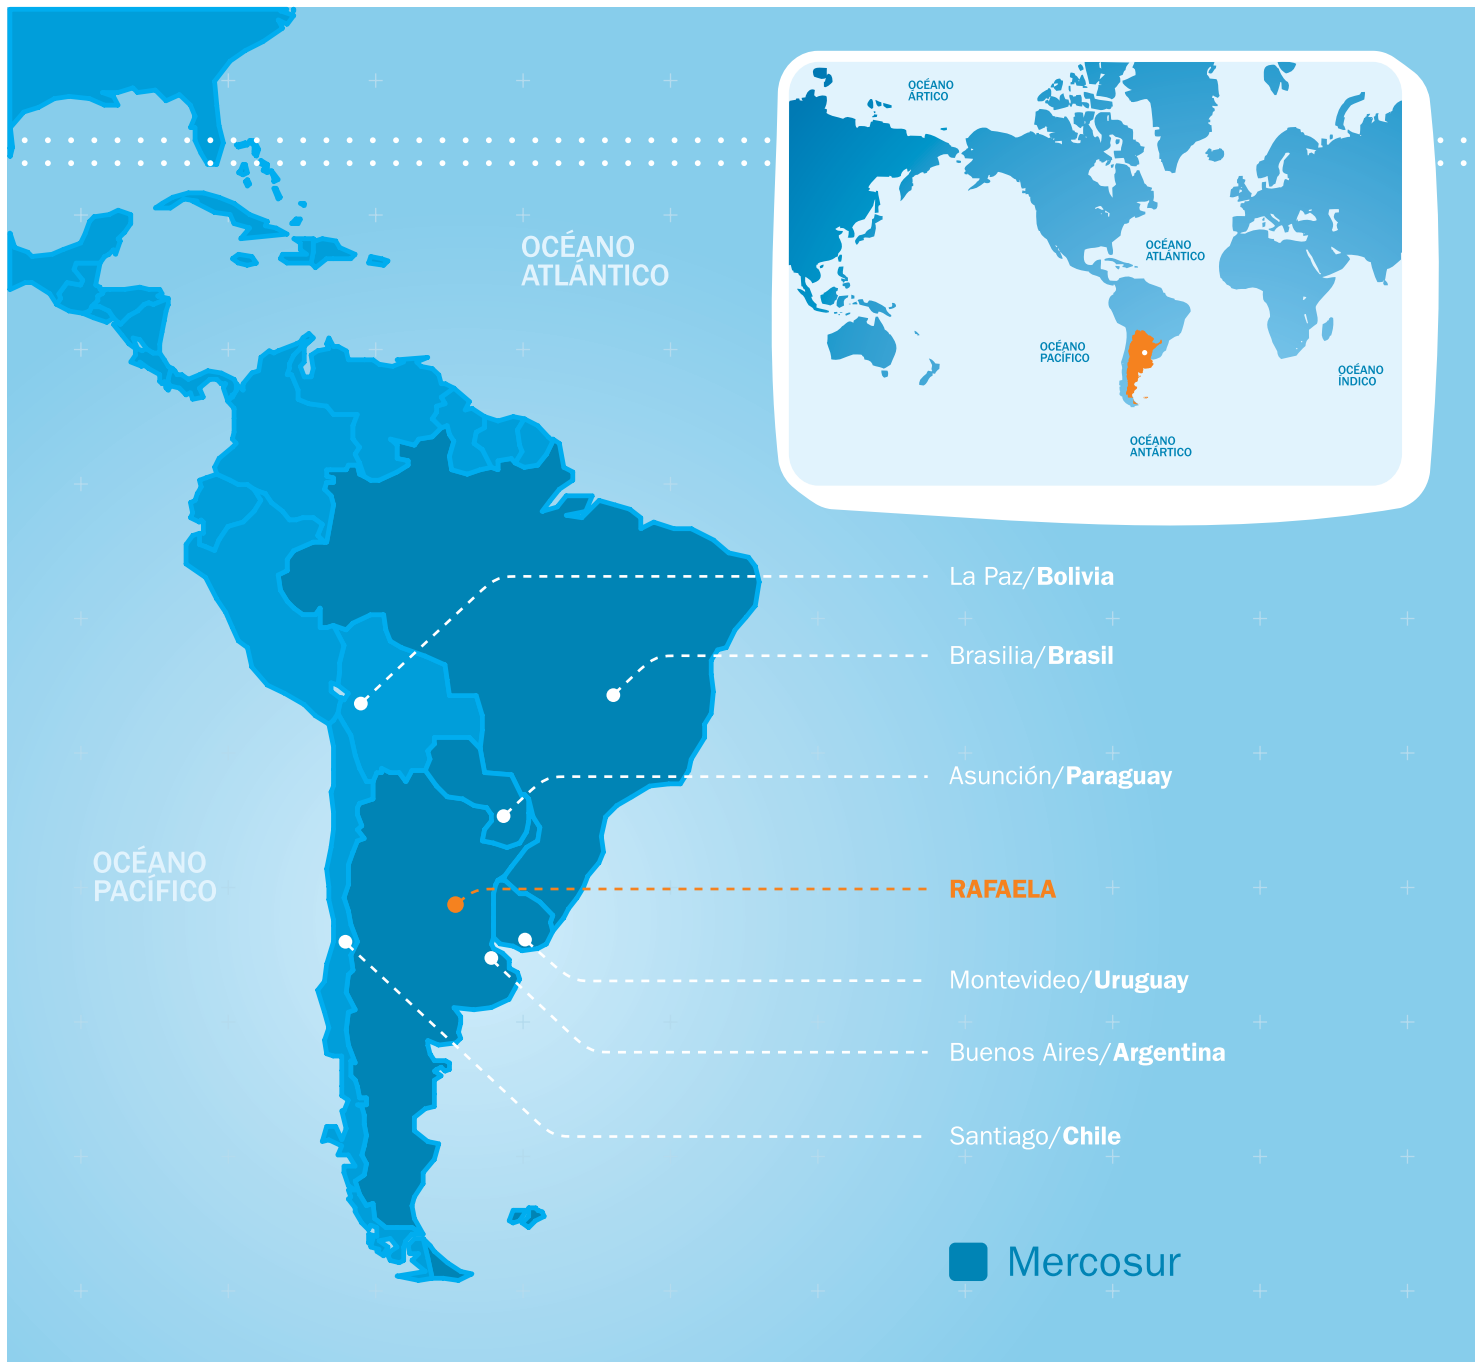 OCÉANO
ÁRTICO
OCÉANO
ATLÁNTICO
OCÉANO
ATLÁNTICO
OCÉANO
PACÍFICO
OCÉANO
ÍNDICO
OCÉANO
ANTÁRTICO
La Paz/Bolivia
Brasilia/Brasil
Asunción/Paraguay
OCÉANO
PACÍFICO
RAFAELA
Montevideo/Uruguay
Buenos Aires/Argentina
Santiago/Chile
Mercosur